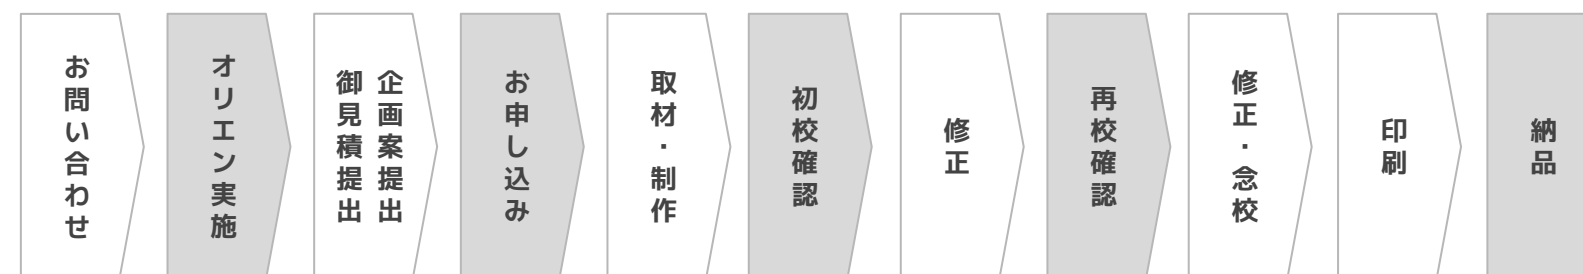 お問い合わせ
オリエン実施
企画案提出
御見積提出
お申し込み
取材・制作
初校確認
修正
再校確認
修正・念校
印刷
納品